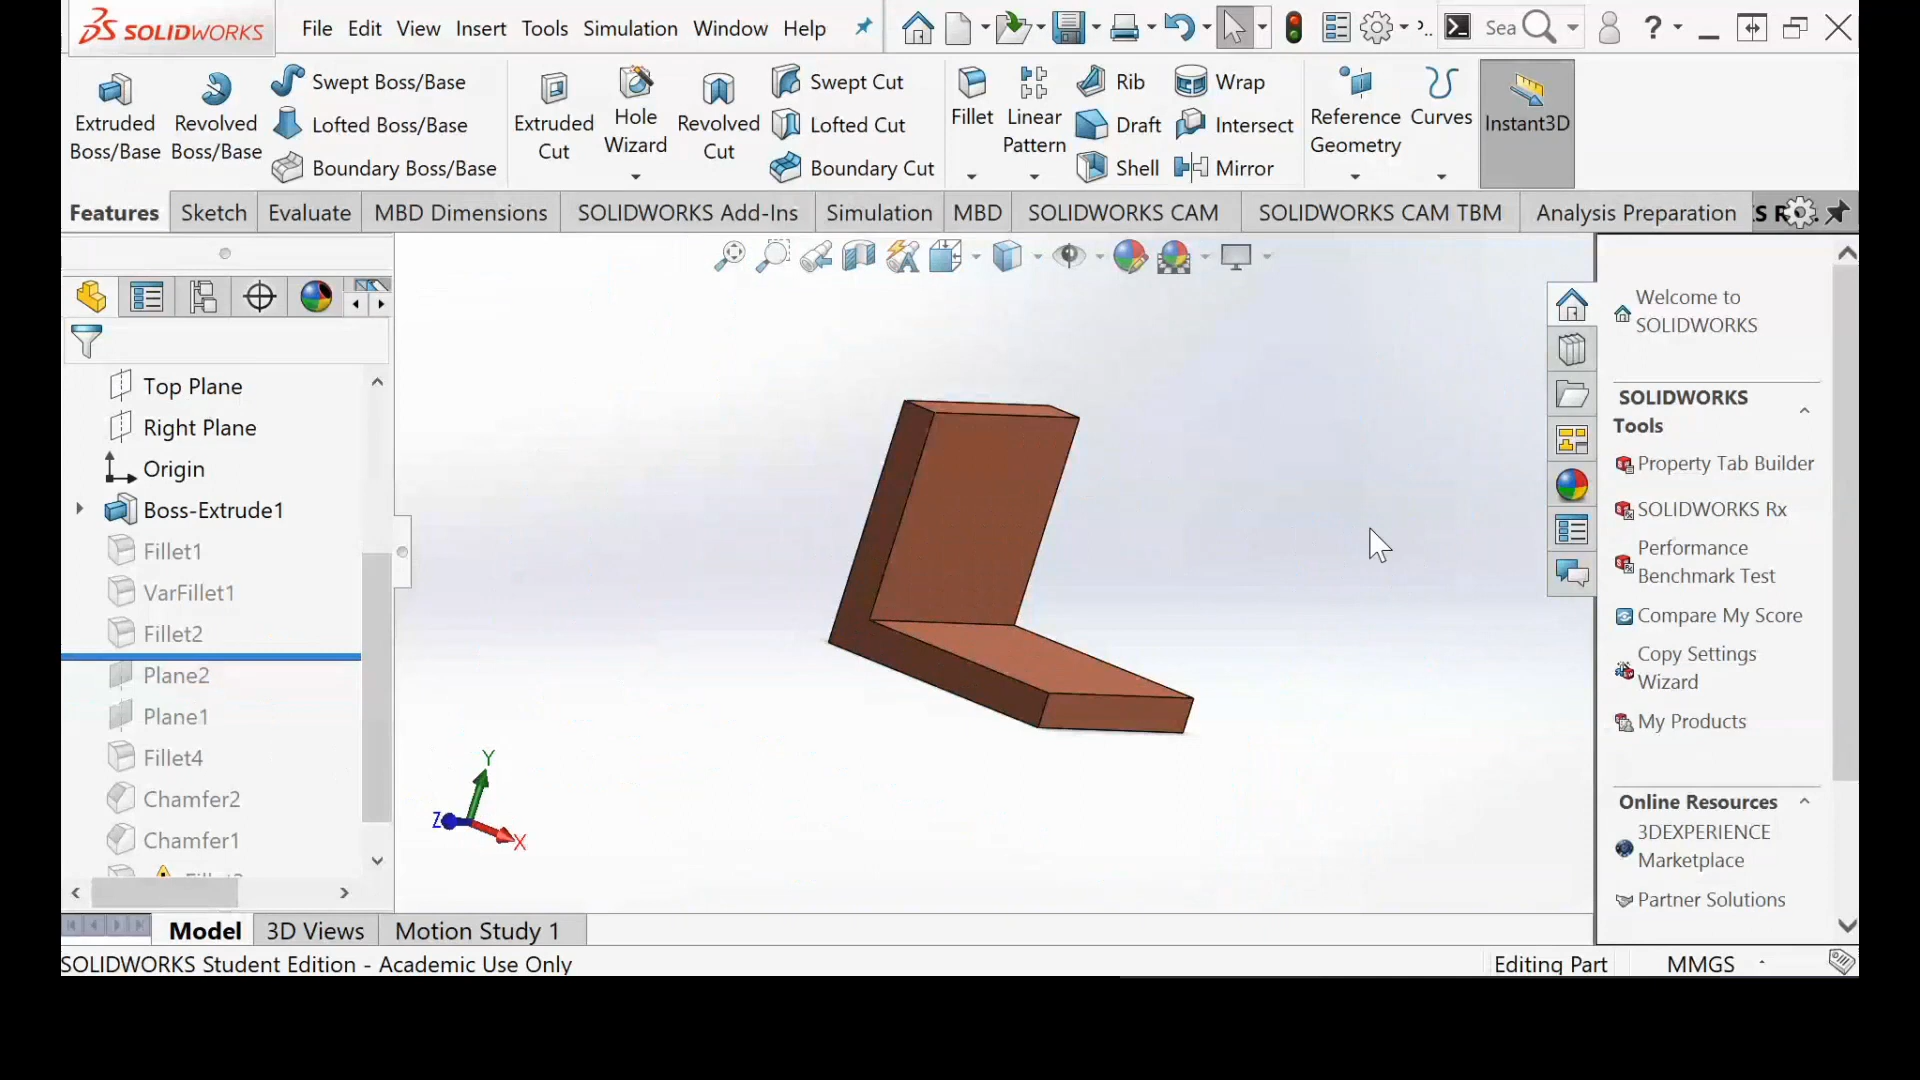 SOLIDWORKS File Edit View Insert Tools Simulation Window Help Sea ?
Extruded Boss/Base
Revolved Boss/Base
Swept Boss/Base
Lofted Boss/Base
Boundary Boss/Base
Extruded Cut
Hole Wizard
Revolved Cut
Swept Cut
Lofted Cut
Boundary Cut
Fillet
Linear Pattern
Rib
Draft
Shell
Wrap
Intersect
Mirror
Reference Geometry
Curves
Instant3D
Features Sketch Evaluate MBD Dimensions SOLIDWORKS Add-Ins Simulation MBD SOLIDWORKS CAM SOLIDWORKS CAM TBM Analysis Preparation
Top Plane
Right Plane
Origin
Boss-Extrude1
Fillet1
VarFillet1
Fillet2
Plane2
Plane1
Fillet4
Chamfer2
Chamfer1
Y
Z
X
Welcome to
SOLIDWORKS
SOLIDWORKS
Tools
Property Tab Builder
SOLIDWORKS Rx
Performance
Benchmark Test
Compare My Score
Copy Settings
Wizard
My Products
Online Resources
3DEXPERIENCE
Marketplace
Partner Solutions
Model 3D Views Motion Study 1
SOLIDWORKS Student Edition - Academic Use Only Editing Part MMGS